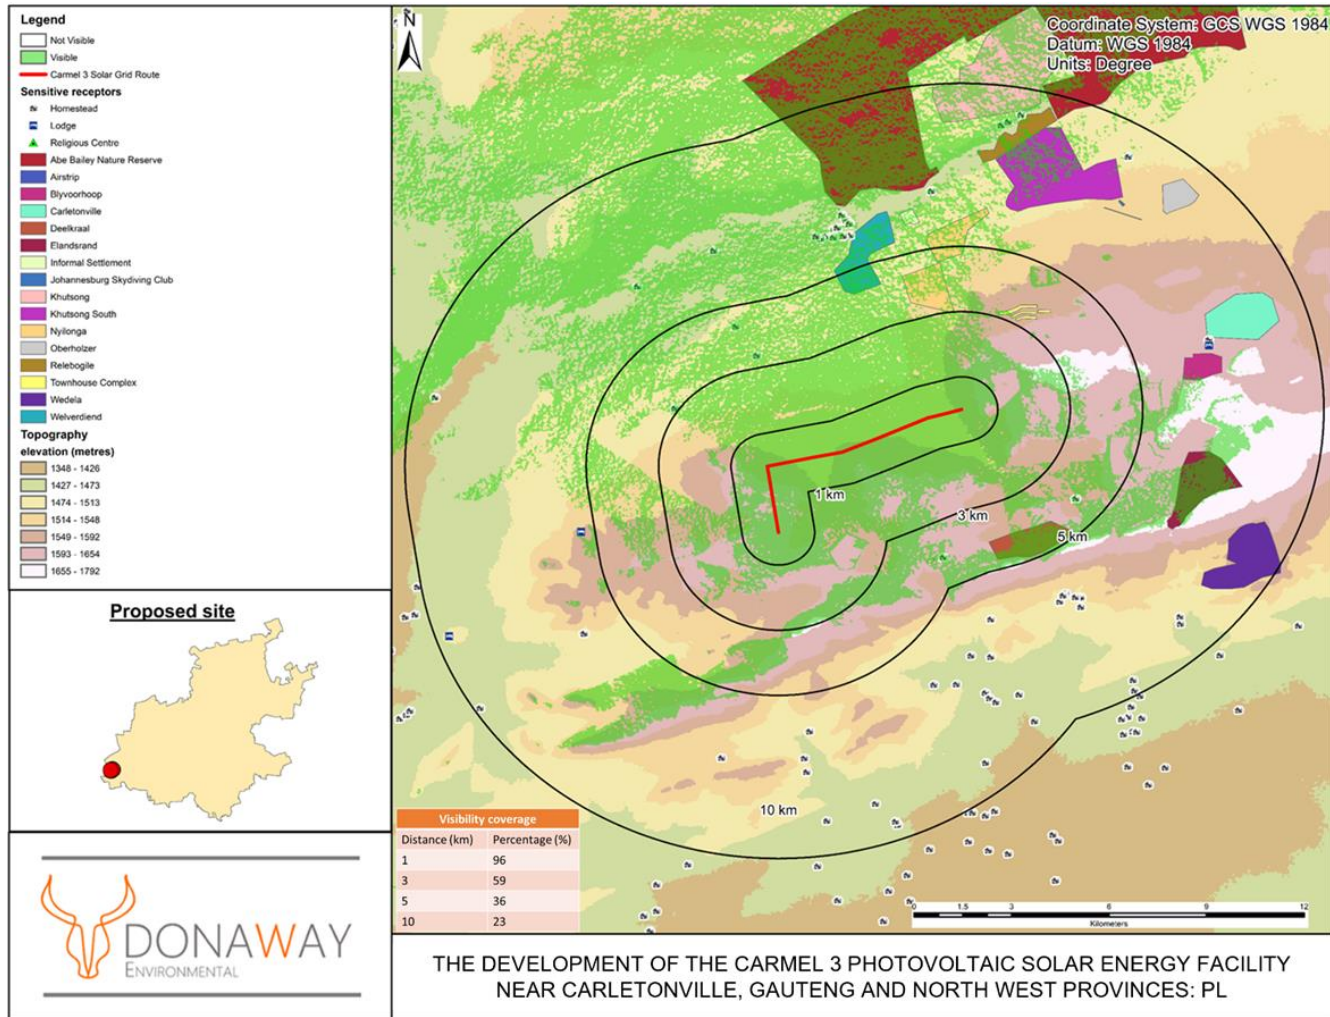 Legend
Not Visible
Visible
Carmel 3 Solar Grid Route
Sensitive receptors
Homestead
Lodge
Religious Centre
Abe Bailey Nature Reserve
Airstrip
Blyvoorhoop
Carletonville
Deelkraal
Elandsrand
Informal Settlement
Johannesburg Skydiving Club
Khutsong
Khutsong South
Nyilonga
Oberholzer
Relebogile
Townhouse Complex
Wedela
Welverdiend
Topography
elevation (metres)
1348 - 1426
1427 - 1473
1474 - 1513
1514 - 1548
1549 - 1592
1593 - 1654
1655 - 1792
Proposed site
DONAWAY
ENVIRONMENTAL
N
Coordinate System: GCS WGS 1984
Datum: WGS 1984
Units: Degree
1 km
3 km
5 km
10 km
Visibility coverage
Distance (km) Percentage (%)
1 96
3 59
5 36
10 23
0 1.5 3 6 9 12
Kilometers
THE DEVELOPMENT OF THE CARMEL 3 PHOTOVOLTAIC SOLAR ENERGY FACILITY
NEAR CARLETONVILLE, GAUTENG AND NORTH WEST PROVINCES: PL